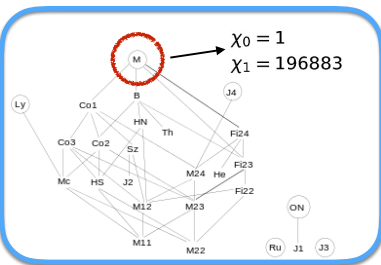 M
χ₀ = 1
χ₁ = 196883
Ly
Co1
B
J4
HN
Th
Fi24
Co3
Co2
Sz
Fi23
Mc
HS
J2
M24
He
Fi22
M12
M23
ON
M11
M22
Ru
J1
J3